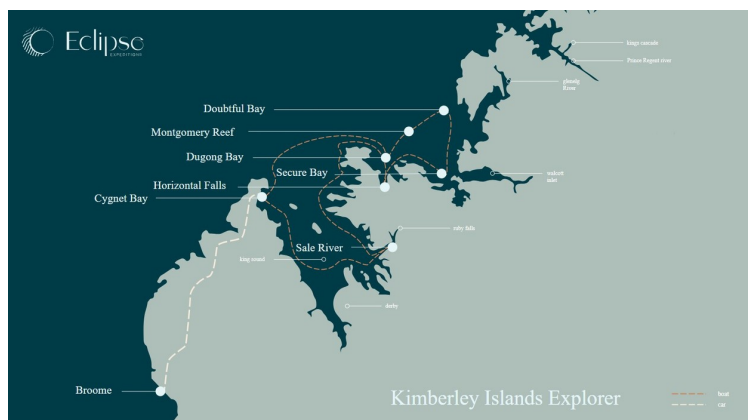 Eclipse
EXPEDITIONS
kings cascade
Prince Regent river
glenelg
River
Doubtful Bay
Montgomery Reef
Dugong Bay
Secure Bay
walcott
inlet
Horizontal Falls
Cygnet Bay
ruby falls
Sale River
king sound
derby
Broome
Kimberley Islands Explorer
boat
car